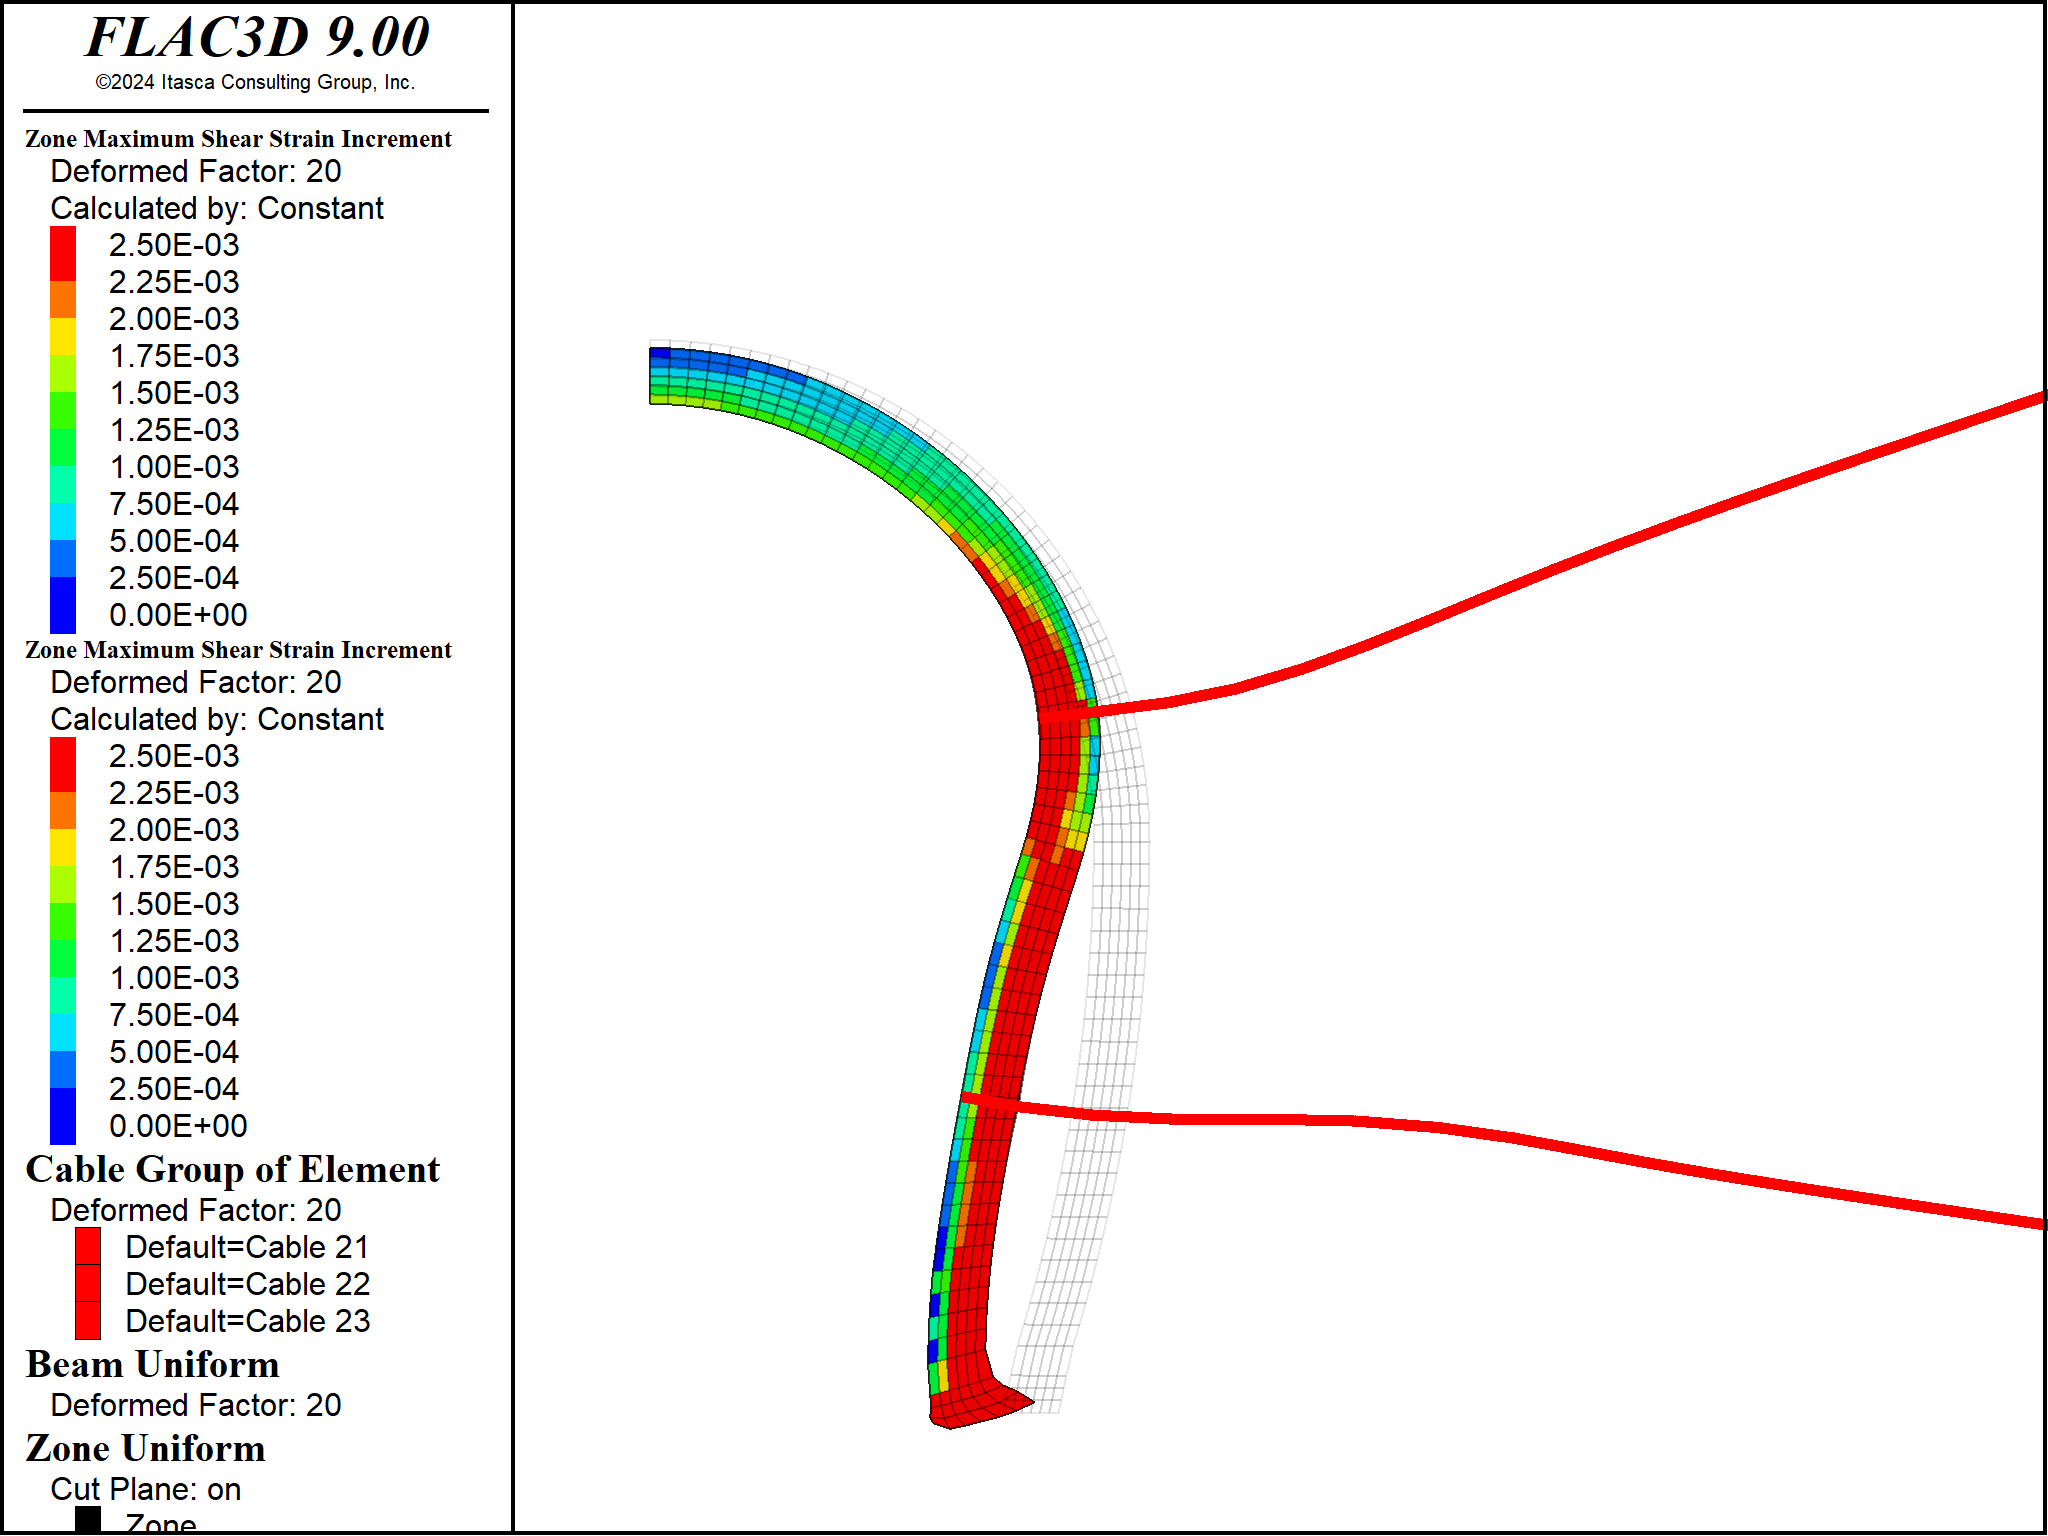 FLAC3D 9.00
©2024 Itasca Consulting Group, Inc.
Zone Maximum Shear Strain Increment
Deformed Factor: 20
Calculated by: Constant
2.50E-03
2.25E-03
2.00E-03
1.75E-03
1.50E-03
1.25E-03
1.00E-03
7.50E-04
5.00E-04
2.50E-04
0.00E+00
Zone Maximum Shear Strain Increment
Deformed Factor: 20
Calculated by: Constant
2.50E-03
2.25E-03
2.00E-03
1.75E-03
1.50E-03
1.25E-03
1.00E-03
7.50E-04
5.00E-04
2.50E-04
0.00E+00
Cable Group of Element
Deformed Factor: 20
Default=Cable 21
Default=Cable 22
Default=Cable 23
Beam Uniform
Deformed Factor: 20
Zone Uniform
Cut Plane: on
Zone